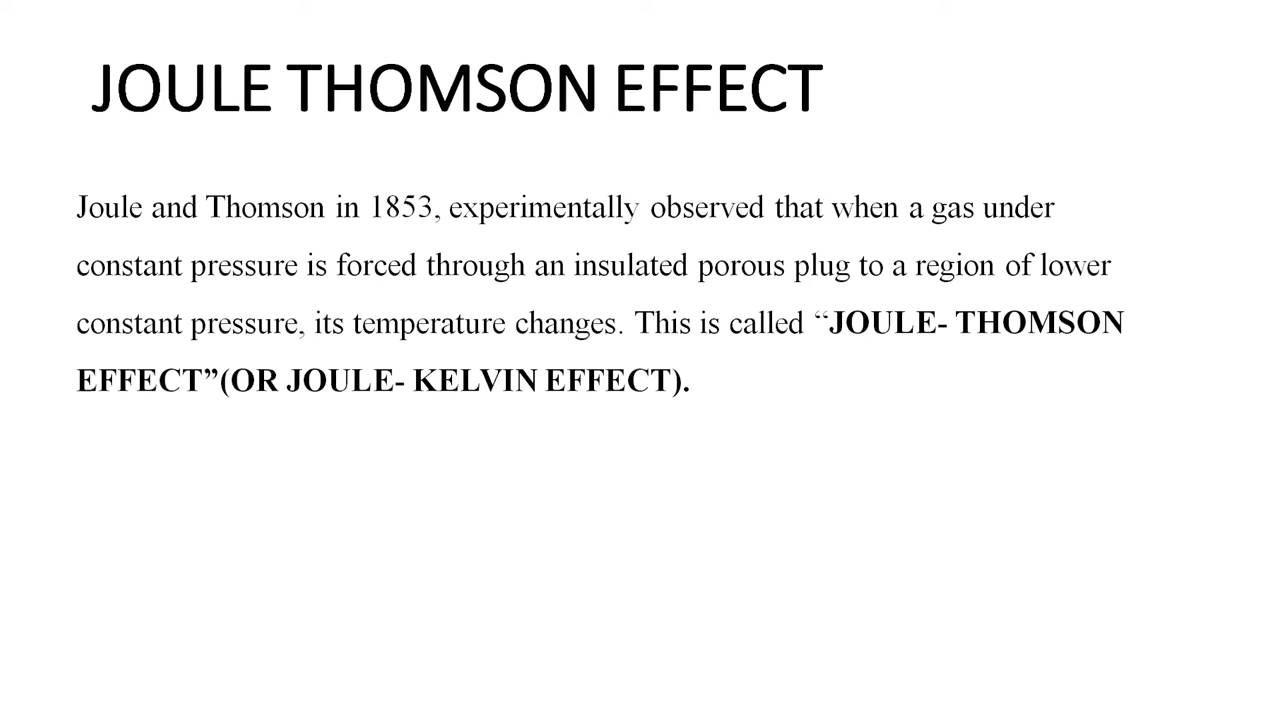 JOULE THOMSON EFFECT
Joule and Thomson in 1853, experimentally observed that when a gas under
constant pressure is forced through an insulated porous plug to a region of lower
constant pressure, its temperature changes. This is called “JOULE- THOMSON
EFFECT”(OR JOULE- KELVIN EFFECT).